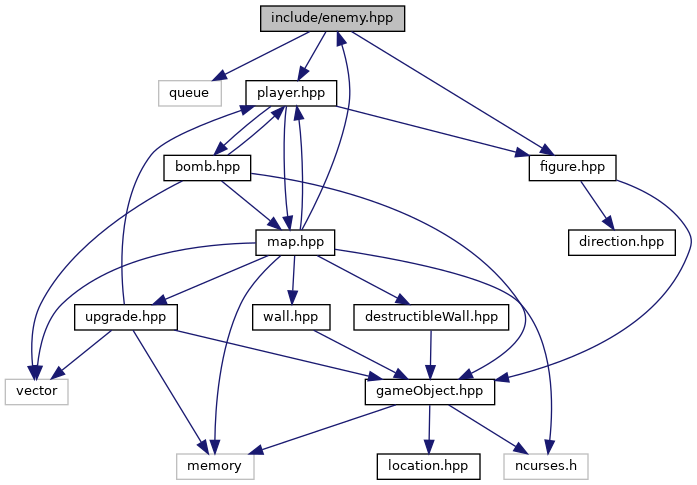 include/enemy.hpp
queue
player.hpp
bomb.hpp
figure.hpp
map.hpp
direction.hpp
upgrade.hpp
wall.hpp
destructibleWall.hpp
vector
gameObject.hpp
memory
location.hpp
ncurses.h